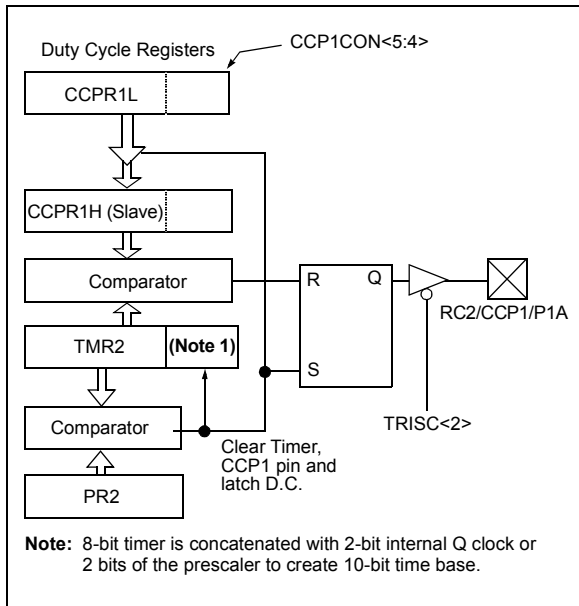 Duty Cycle Registers
CCP1CON<5:4>
CCPR1L
CCPR1H (Slave)
Comparator
R
Q
RC2/CCP1/P1A
TMR2
(Note 1)
S
TRISC<2>
Comparator
Clear Timer,
CCP1 pin and
latch D.C.
PR2
Note: 8-bit timer is concatenated with 2-bit internal Q clock or
2 bits of the prescaler to create 10-bit time base.